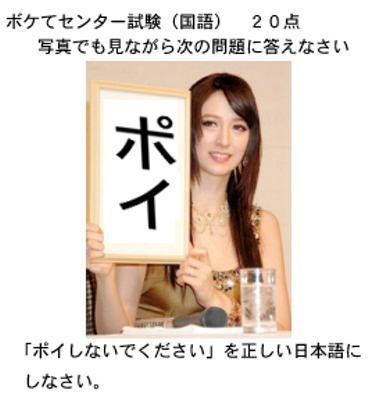 ボケてセンター試験(国語) 20点
写真でも見ながら次の問題に答えなさい
ポイ
「ポイしないでください」を正しい日本語に
しなさい。